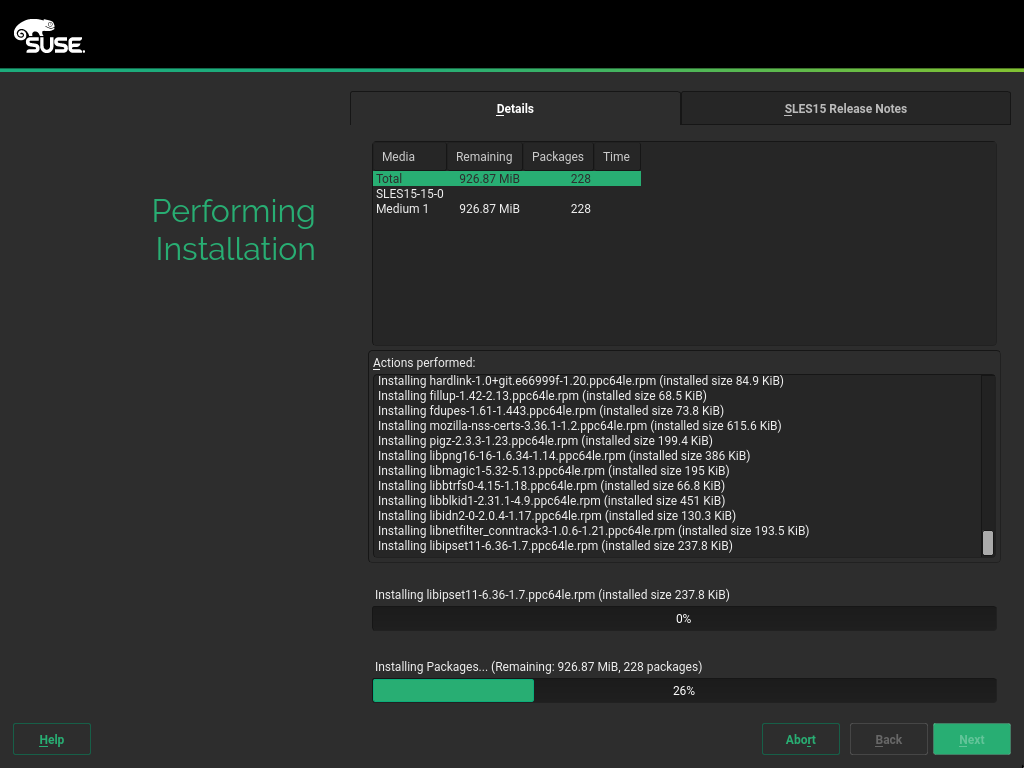 SUSE
Details
SLES15 Release Notes
Performing
Installation
Media Remaining Packages Time
Total 926.87 MiB 228
SLES15-15-0
Medium 1 926.87 MiB 228
Actions performed:
Installing hardlink-1.0+git.e66999f-1.20.ppc64le.rpm (installed size 84.9 KiB)
Installing fillup-1.42-2.13.ppc64le.rpm (installed size 68.5 KiB)
Installing fdupes-1.61-1.443.ppc64le.rpm (installed size 73.8 KiB)
Installing mozilla-nss-certs-3.36.1-1.2.ppc64le.rpm (installed size 615.6 KiB)
Installing pigz-2.3.3-1.23.ppc64le.rpm (installed size 199.4 KiB)
Installing libpng16-16-1.6.34-1.14.ppc64le.rpm (installed size 386 KiB)
Installing libmagic1-5.32-5.13.ppc64le.rpm (installed size 195 KiB)
Installing libbtrfs0-4.15-1.18.ppc64le.rpm (installed size 66.8 KiB)
Installing libblkid1-2.31.1-4.9.ppc64le.rpm (installed size 451 KiB)
Installing libidn2-0-2.0.4-1.17.ppc64le.rpm (installed size 130.3 KiB)
Installing libnetfilter_conntrack3-1.0.6-1.21.ppc64le.rpm (installed size 193.5 KiB)
Installing libipset11-6.36-1.7.ppc64le.rpm (installed size 237.8 KiB)
Installing libipset11-6.36-1.7.ppc64le.rpm (installed size 237.8 KiB)
0%
Installing Packages... (Remaining: 926.87 MiB, 228 packages)
26%
Help
Abort
Back
Next